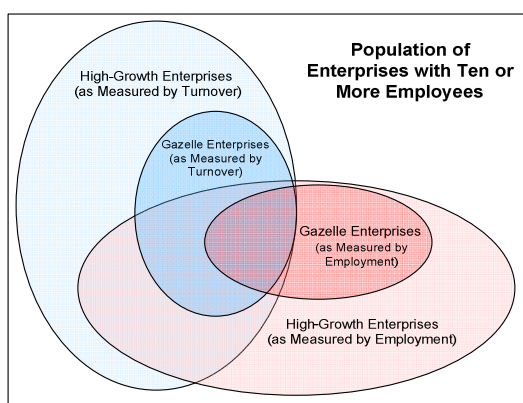 Population of
Enterprises with Ten or
More Employees
High-Growth Enterprises
(as Measured by Turnover)
Gazelle Enterprises
(as Measured by
Turnover)
Gazelle Enterprises
(as Measured by
Employment)
High-Growth Enterprises
(as Measured by Employment)